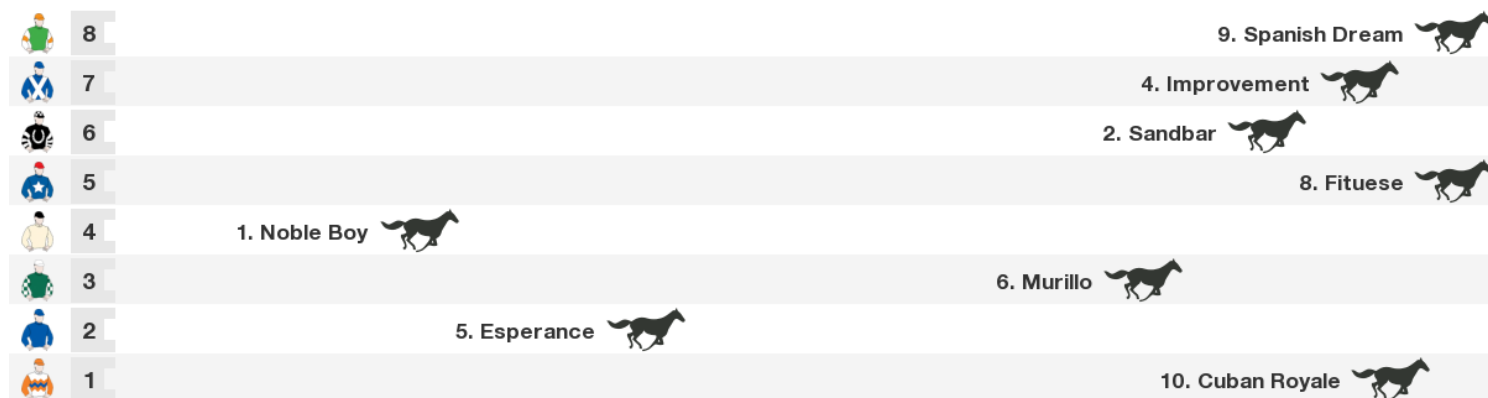 8 9. Spanish Dream
7 4. Improvement
6 2. Sandbar
5 8. Fituese
4 1. Noble Boy
3 6. Murillo
2 5. Esperance
1 10. Cuban Royale